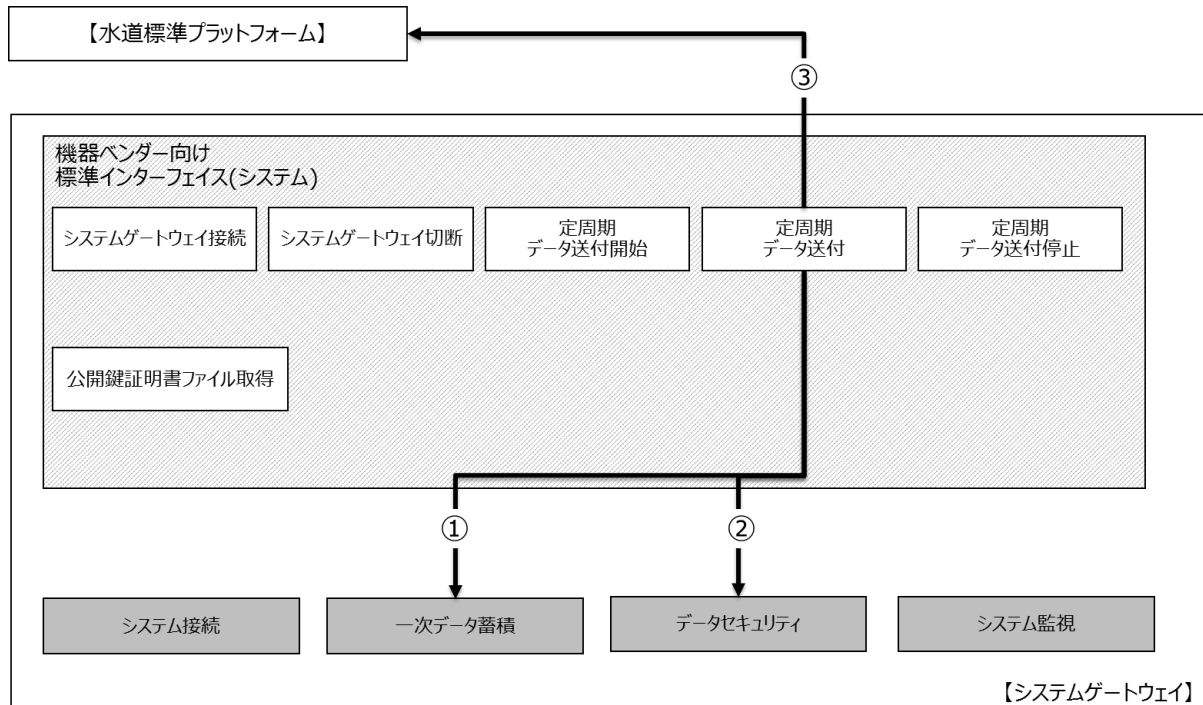 【水道標準プラットフォーム】
③
機器ベンダー向け
標準インターフェイス(システム)
システムゲートウェイ接続
システムゲートウェイ切断
定周期
データ送付開始
定周期
データ送付
定周期
データ送付停止
公開鍵証明書ファイル取得
①
②
システム接続
一次データ蓄積
データセキュリティ
システム監視
【システムゲートウェイ】